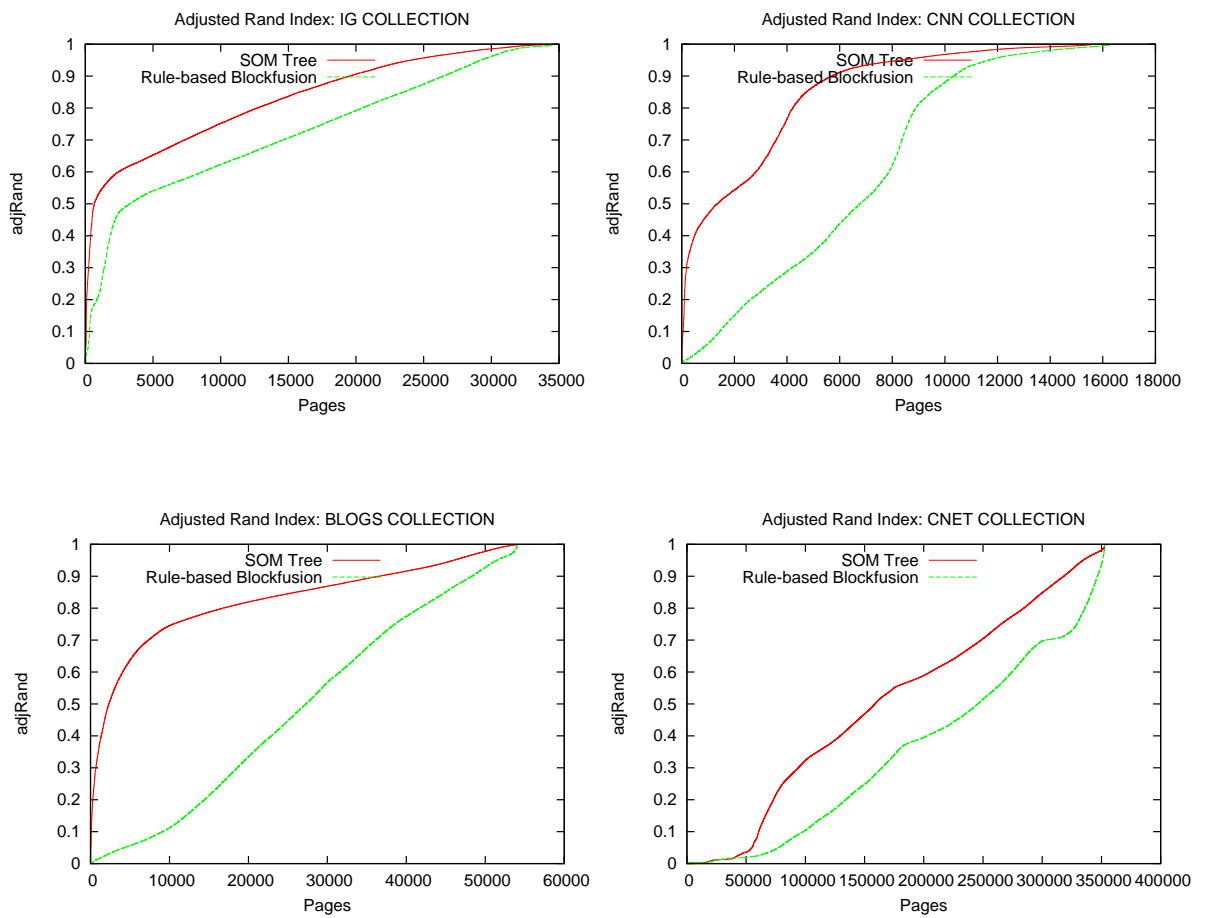 Adjusted Rand Index: IG COLLECTION
1
0.9
0.8
0.7
0.6
0.5
0.4
0.3
0.2
0.1
0
adjRand
SOM Tree
Rule-based Blockfusion
0 5000 10000 15000 20000 25000 30000 35000
Pages
Adjusted Rand Index: CNN COLLECTION
1
0.9
0.8
0.7
0.6
0.5
0.4
0.3
0.2
0.1
0
adjRand
SOM Tree
Rule-based Blockfusion
0 2000 4000 6000 8000 10000 12000 14000 16000 18000
Pages
Adjusted Rand Index: BLOGS COLLECTION
1
0.9
0.8
0.7
0.6
0.5
0.4
0.3
0.2
0.1
0
adjRand
SOM Tree
Rule-based Blockfusion
0 10000 20000 30000 40000 50000 60000
Pages
Adjusted Rand Index: CNET COLLECTION
1
0.9
0.8
0.7
0.6
0.5
0.4
0.3
0.2
0.1
0
adjRand
SOM Tree
Rule-based Blockfusion
0 50000 100000 150000 200000 250000 300000 350000 400000
Pages